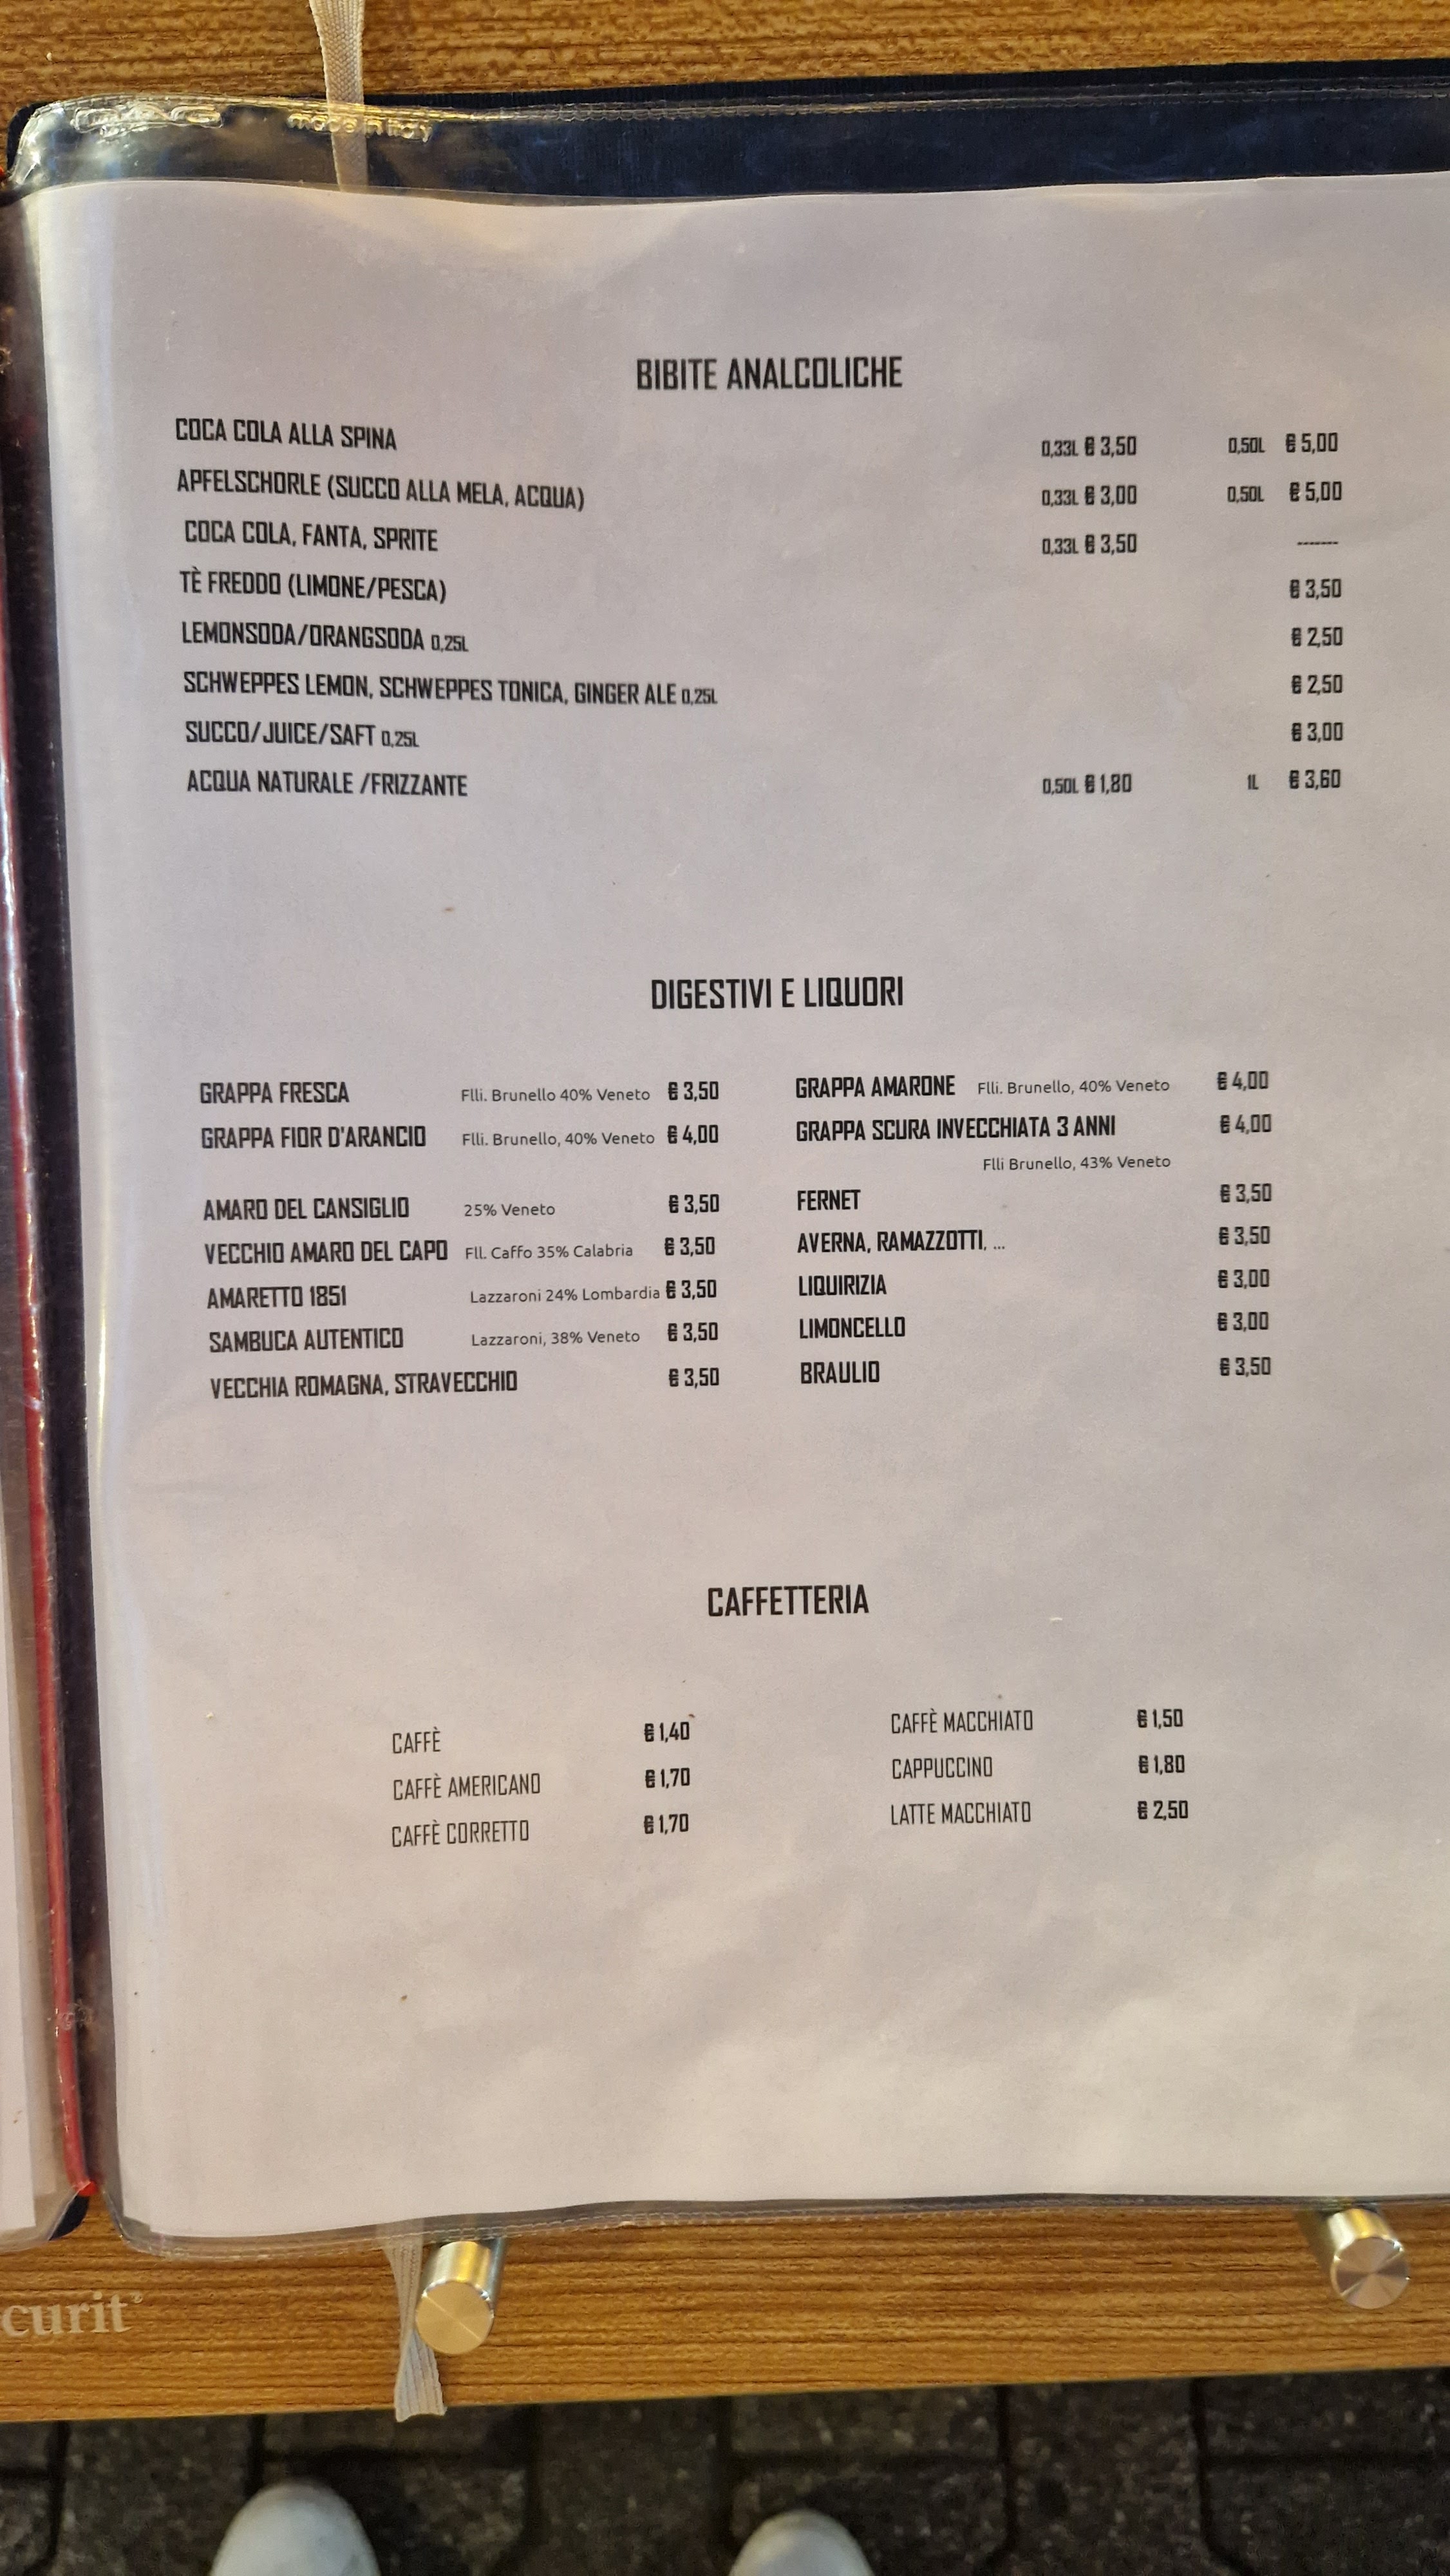 made in italy
BIBITE ANALCOLICHE
COCA COLA ALLA SPINA 0,33L € 3,50 0,50L € 5,00
APFELSCHORLE (SUCCO ALLA MELA, ACQUA) 0,33L € 3,00 0,50L € 5,00
COCA COLA, FANTA, SPRITE 0,33L € 3,50 -------
TÈ FREDDO (LIMONE/PESCA) € 3,50
LEMONSODA/ORANGSODA 0,25L € 2,50
SCHWEPPES LEMON, SCHWEPPES TONICA, GINGER ALE 0,25L € 2,50
SUCCO/JUICE/SAFT 0,25L € 3,00
ACQUA NATURALE /FRIZZANTE 0,50L € 1,80 1L € 3,60
DIGESTIVI E LIQUORI
GRAPPA FRESCA Flli. Brunello 40% Veneto € 3,50
GRAPPA FIOR D'ARANCIO Flli. Brunello, 40% Veneto € 4,00
AMARO DEL CANSIGLIO 25% Veneto € 3,50
VECCHIO AMARO DEL CAPO Fll. Caffo 35% Calabria € 3,50
AMARETTO 1851 Lazzaroni 24% Lombardia € 3,50
SAMBUCA AUTENTICO Lazzaroni, 38% Veneto € 3,50
VECCHIA ROMAGNA, STRAVECCHIO € 3,50
GRAPPA AMARONE Flli. Brunello, 40% Veneto € 4,00
GRAPPA SCURA INVECCHIATA 3 ANNI € 4,00
Flli Brunello, 43% Veneto
FERNET € 3,50
AVERNA, RAMAZZOTTI, ... € 3,50
LIQUIRIZIA € 3,00
LIMONCELLO € 3,00
BRAULIO € 3,50
CAFFETTERIA
CAFFÈ € 1,40
CAFFÈ AMERICANO € 1,70
CAFFÈ CORRETTO € 1,70
CAFFÈ MACCHIATO € 1,50
CAPPUCCINO € 1,80
LATTE MACCHIATO € 2,50
curit